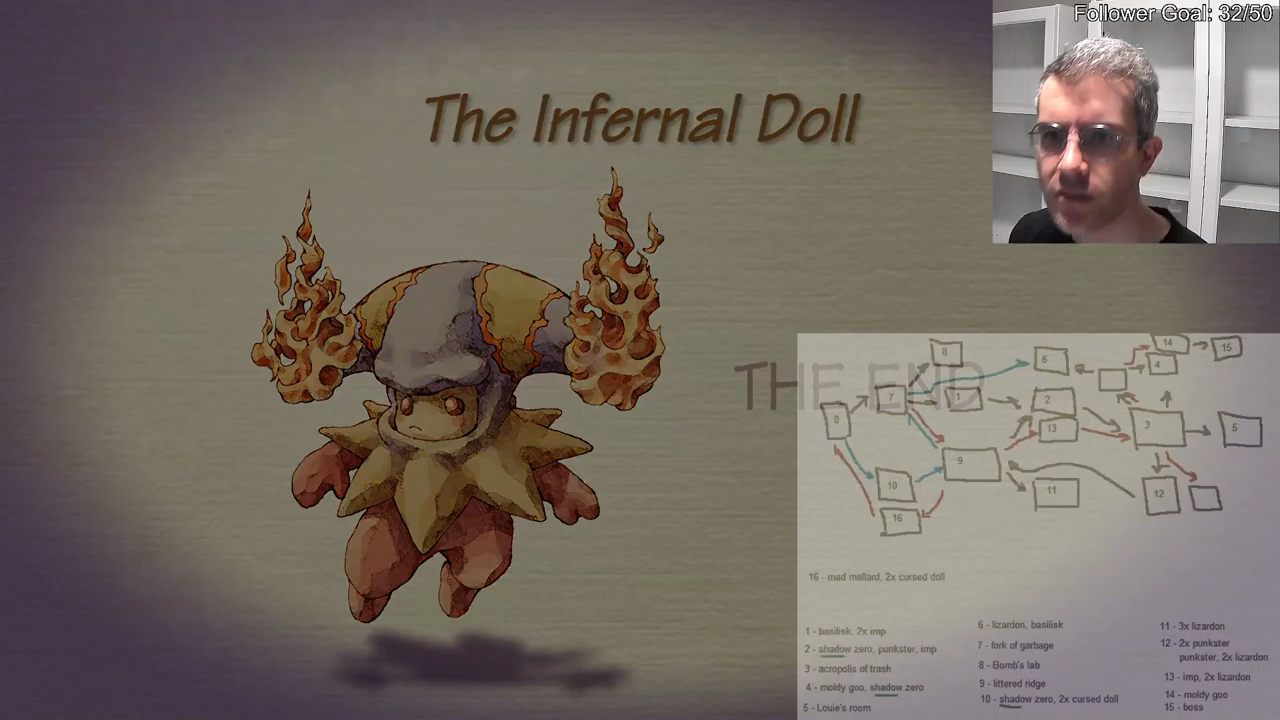 Follower Goal: 32/50
The Infernal Doll
THE END
8
6
14
4
15
7
1
2
0
13
3
5
9
10
11
12
16
16 - mad mallard, 2x cursed doll
1 - basilisk, 2x imp
2 - shadow zero, punkster, imp
3 - acropolis of trash
4 - moldy goo, shadow zero
5 - Louie's room
6 - lizardon, basilisk
7 - fork of garbage
8 - Bomb's lab
9 - littered ridge
10 - shadow zero, 2x cursed doll
11 - 3x lizardon
12 - 2x punkster
punkster, 2x lizardon
13 - imp, 2x lizardon
14 - moldy goo
15 - boss